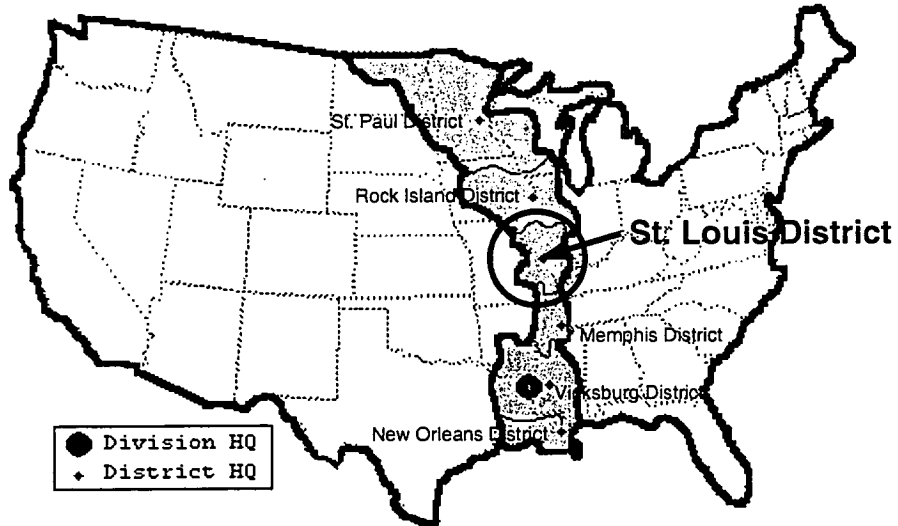 St. Paul District
Rock Island District
St. Louis District
Memphis District
Vicksburg District
New Orleans District
Division HQ
District HQ